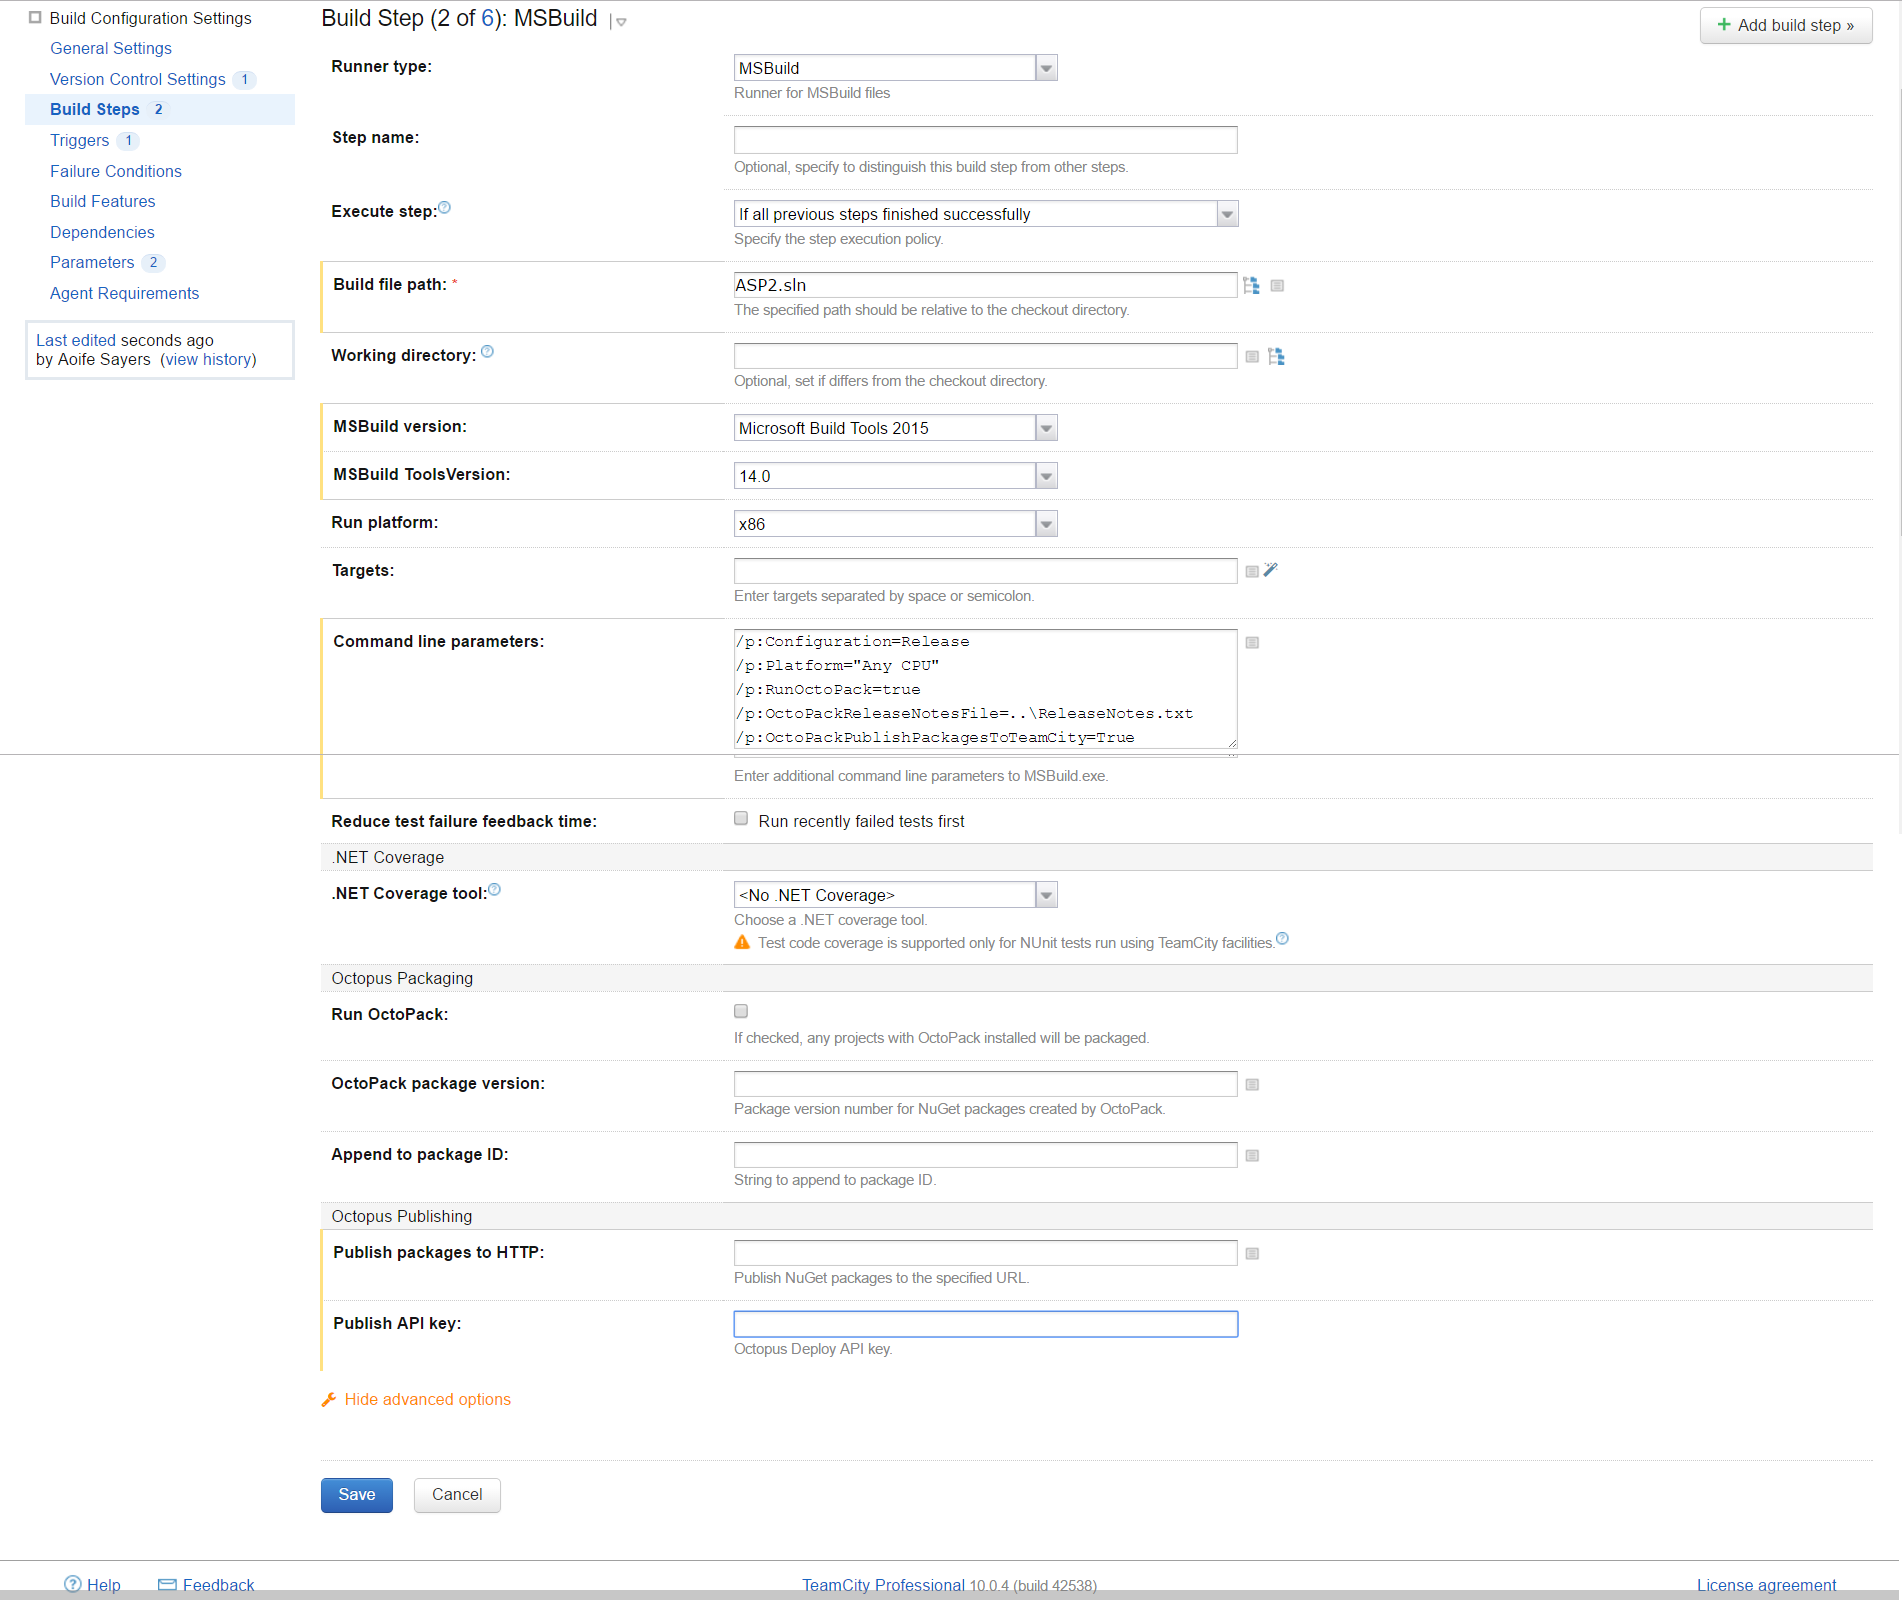 Build Configuration Settings
General Settings
Version Control Settings 1
Build Steps 2
Triggers 1
Failure Conditions
Build Features
Dependencies
Parameters 2
Agent Requirements
Last edited seconds ago
by Aoife Sayers (view history)
Build Step (2 of 6): MSBuild
+ Add build step »
Runner type:
MSBuild
Runner for MSBuild files
Step name:
Optional, specify to distinguish this build step from other steps.
Execute step:
If all previous steps finished successfully
Specify the step execution policy.
Build file path: *
ASP2.sln
The specified path should be relative to the checkout directory.
Working directory:
Optional, set if differs from the checkout directory.
MSBuild version:
Microsoft Build Tools 2015
MSBuild ToolsVersion:
14.0
Run platform:
x86
Targets:
Enter targets separated by space or semicolon.
Command line parameters:
/p:Configuration=Release
/p:Platform="Any CPU"
/p:RunOctoPack=true
/p:OctoPackReleaseNotesFile=..\ReleaseNotes.txt
/p:OctoPackPublishPackagesToTeamCity=True
Enter additional command line parameters to MSBuild.exe.
Reduce test failure feedback time:
Run recently failed tests first
.NET Coverage
.NET Coverage tool:
<No .NET Coverage>
Choose a .NET coverage tool.
Test code coverage is supported only for NUnit tests run using TeamCity facilities.
Octopus Packaging
Run OctoPack:
If checked, any projects with OctoPack installed will be packaged.
OctoPack package version:
Package version number for NuGet packages created by OctoPack.
Append to package ID:
String to append to package ID.
Octopus Publishing
Publish packages to HTTP:
Publish NuGet packages to the specified URL.
Publish API key:
Octopus Deploy API key.
Hide advanced options
Save Cancel
Help Feedback TeamCity Professional 10.0.4 (build 42538) License agreement